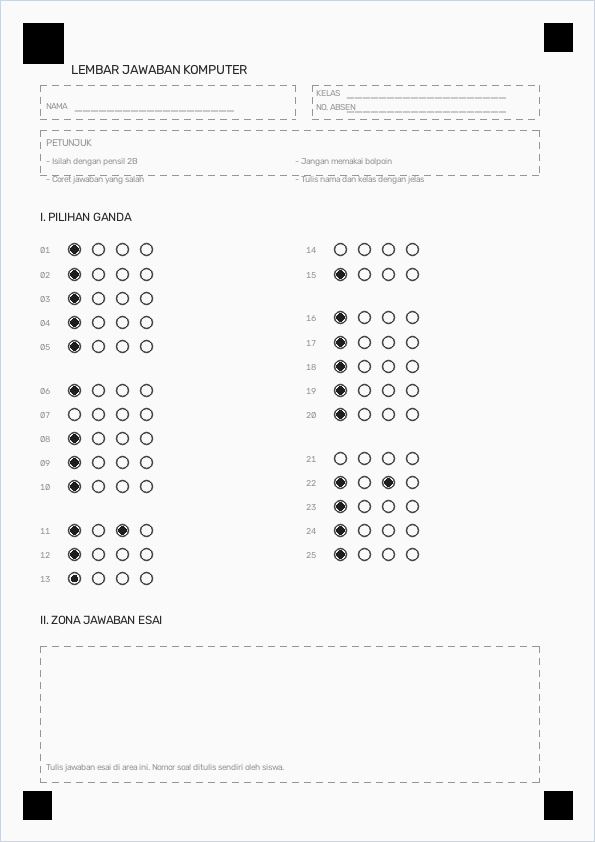 LEMBAR JAWABAN KOMPUTER
NAMA ____________________
KELAS ____________________
NO. ABSEN____________________
PETUNJUK
- Isilah dengan pensil 2B
- Jangan memakai bolpoin
- Coret jawaban yang salah
- Tulis nama dan kelas dengan jelas
I. PILIHAN GANDA
01
02
03
04
05
06
07
08
09
10
11
12
13
14
15
16
17
18
19
20
21
22
23
24
25
II. ZONA JAWABAN ESAI
Tulis jawaban esai di area ini. Nomor soal ditulis sendiri oleh siswa.